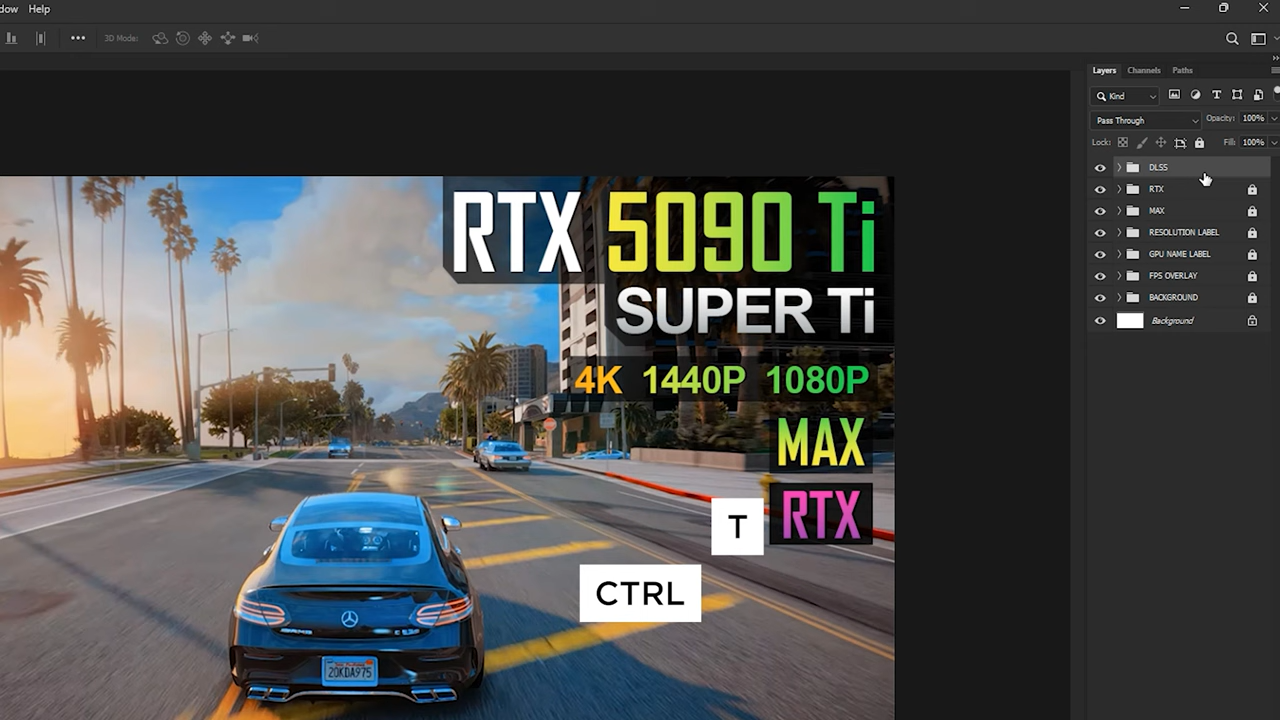 dow Help
3D Mode:
Layers Channels Paths
Kind
Pass Through Opacity: 100%
Lock: Fill: 100%
DLSS
RTX
MAX
RESOLUTION LABEL
GPU NAME LABEL
FPS OVERLAY
BACKGROUND
Background
RTX 5090 Ti
SUPER Ti
4K 1440P 1080P
MAX
RTX
T
CTRL
20KDA975